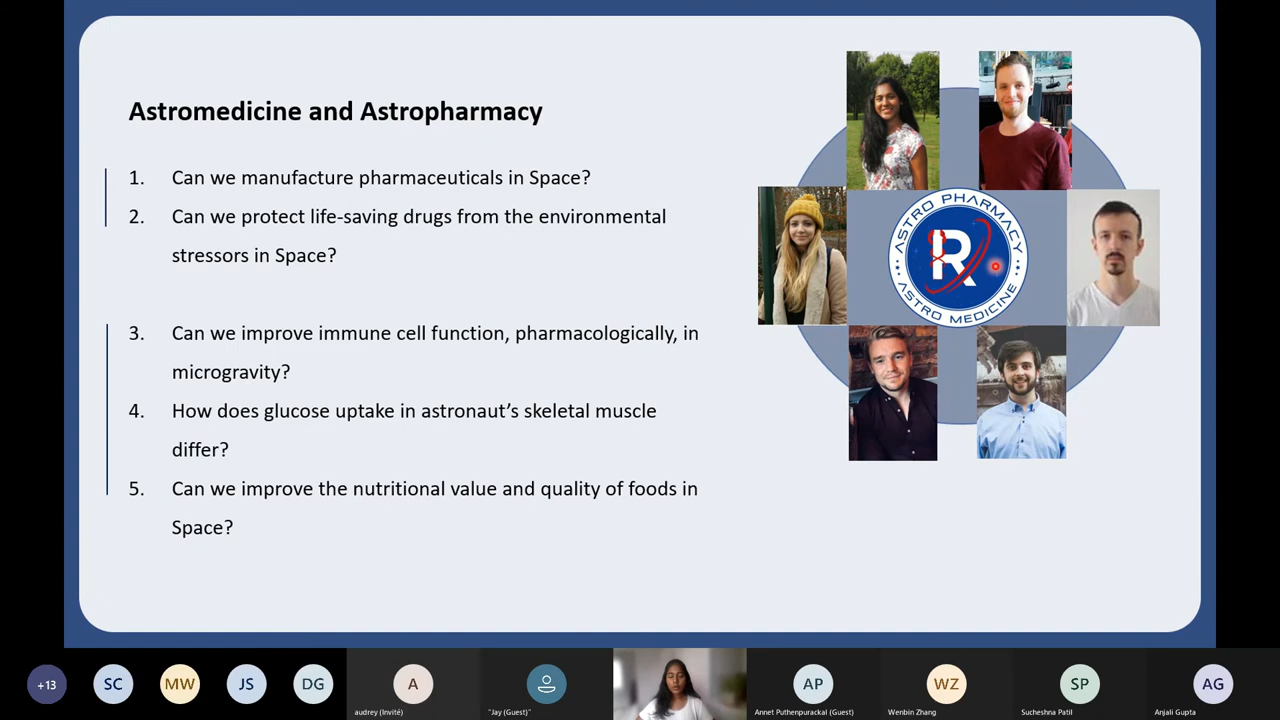 Astromedicine and Astropharmacy
1. Can we manufacture pharmaceuticals in Space?
2. Can we protect life-saving drugs from the environmental
stressors in Space?
3. Can we improve immune cell function, pharmacologically, in
microgravity?
4. How does glucose uptake in astronaut's skeletal muscle
differ?
5. Can we improve the nutritional value and quality of foods in
Space?
ASTRO PHARMACY
R
ASTRO MEDICINE
+13
SC
MW
JS
DG
A
audrey (Invité)
"Jay (Guest)"
AP
Annet Puthenpurackal (Guest)
WZ
Wenbin Zhang
SP
Sucheshna Patil
AG
Anjali Gupta